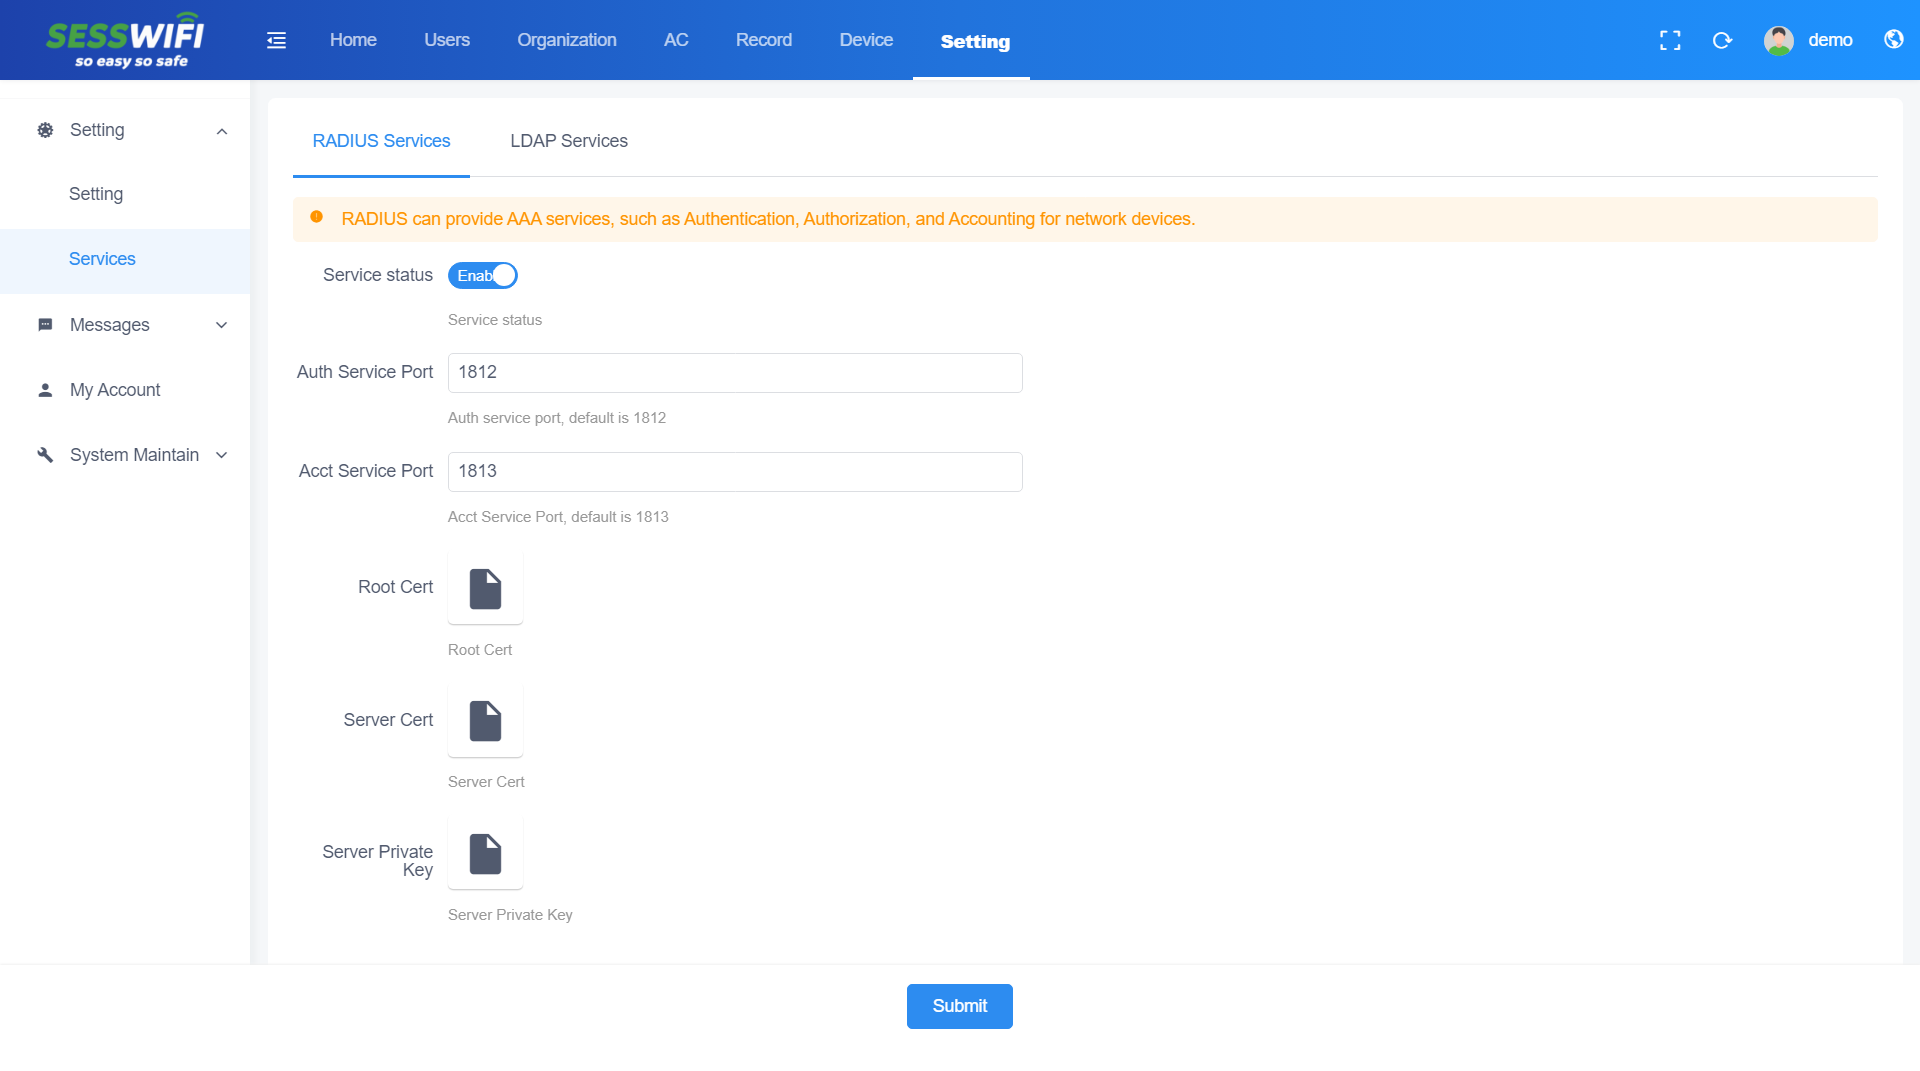 SESSWIFI
so easy so safe
Home Users Organization AC Record Device Setting demo
Setting
Setting
Services
Messages
My Account
System Maintain
RADIUS Services LDAP Services
RADIUS can provide AAA services, such as Authentication, Authorization, and Accounting for network devices.
Service status Enab
Service status
Auth Service Port 1812
Auth service port, default is 1812
Acct Service Port 1813
Acct Service Port, default is 1813
Root Cert
Root Cert
Server Cert
Server Cert
Server Private
Key
Server Private Key
Submit